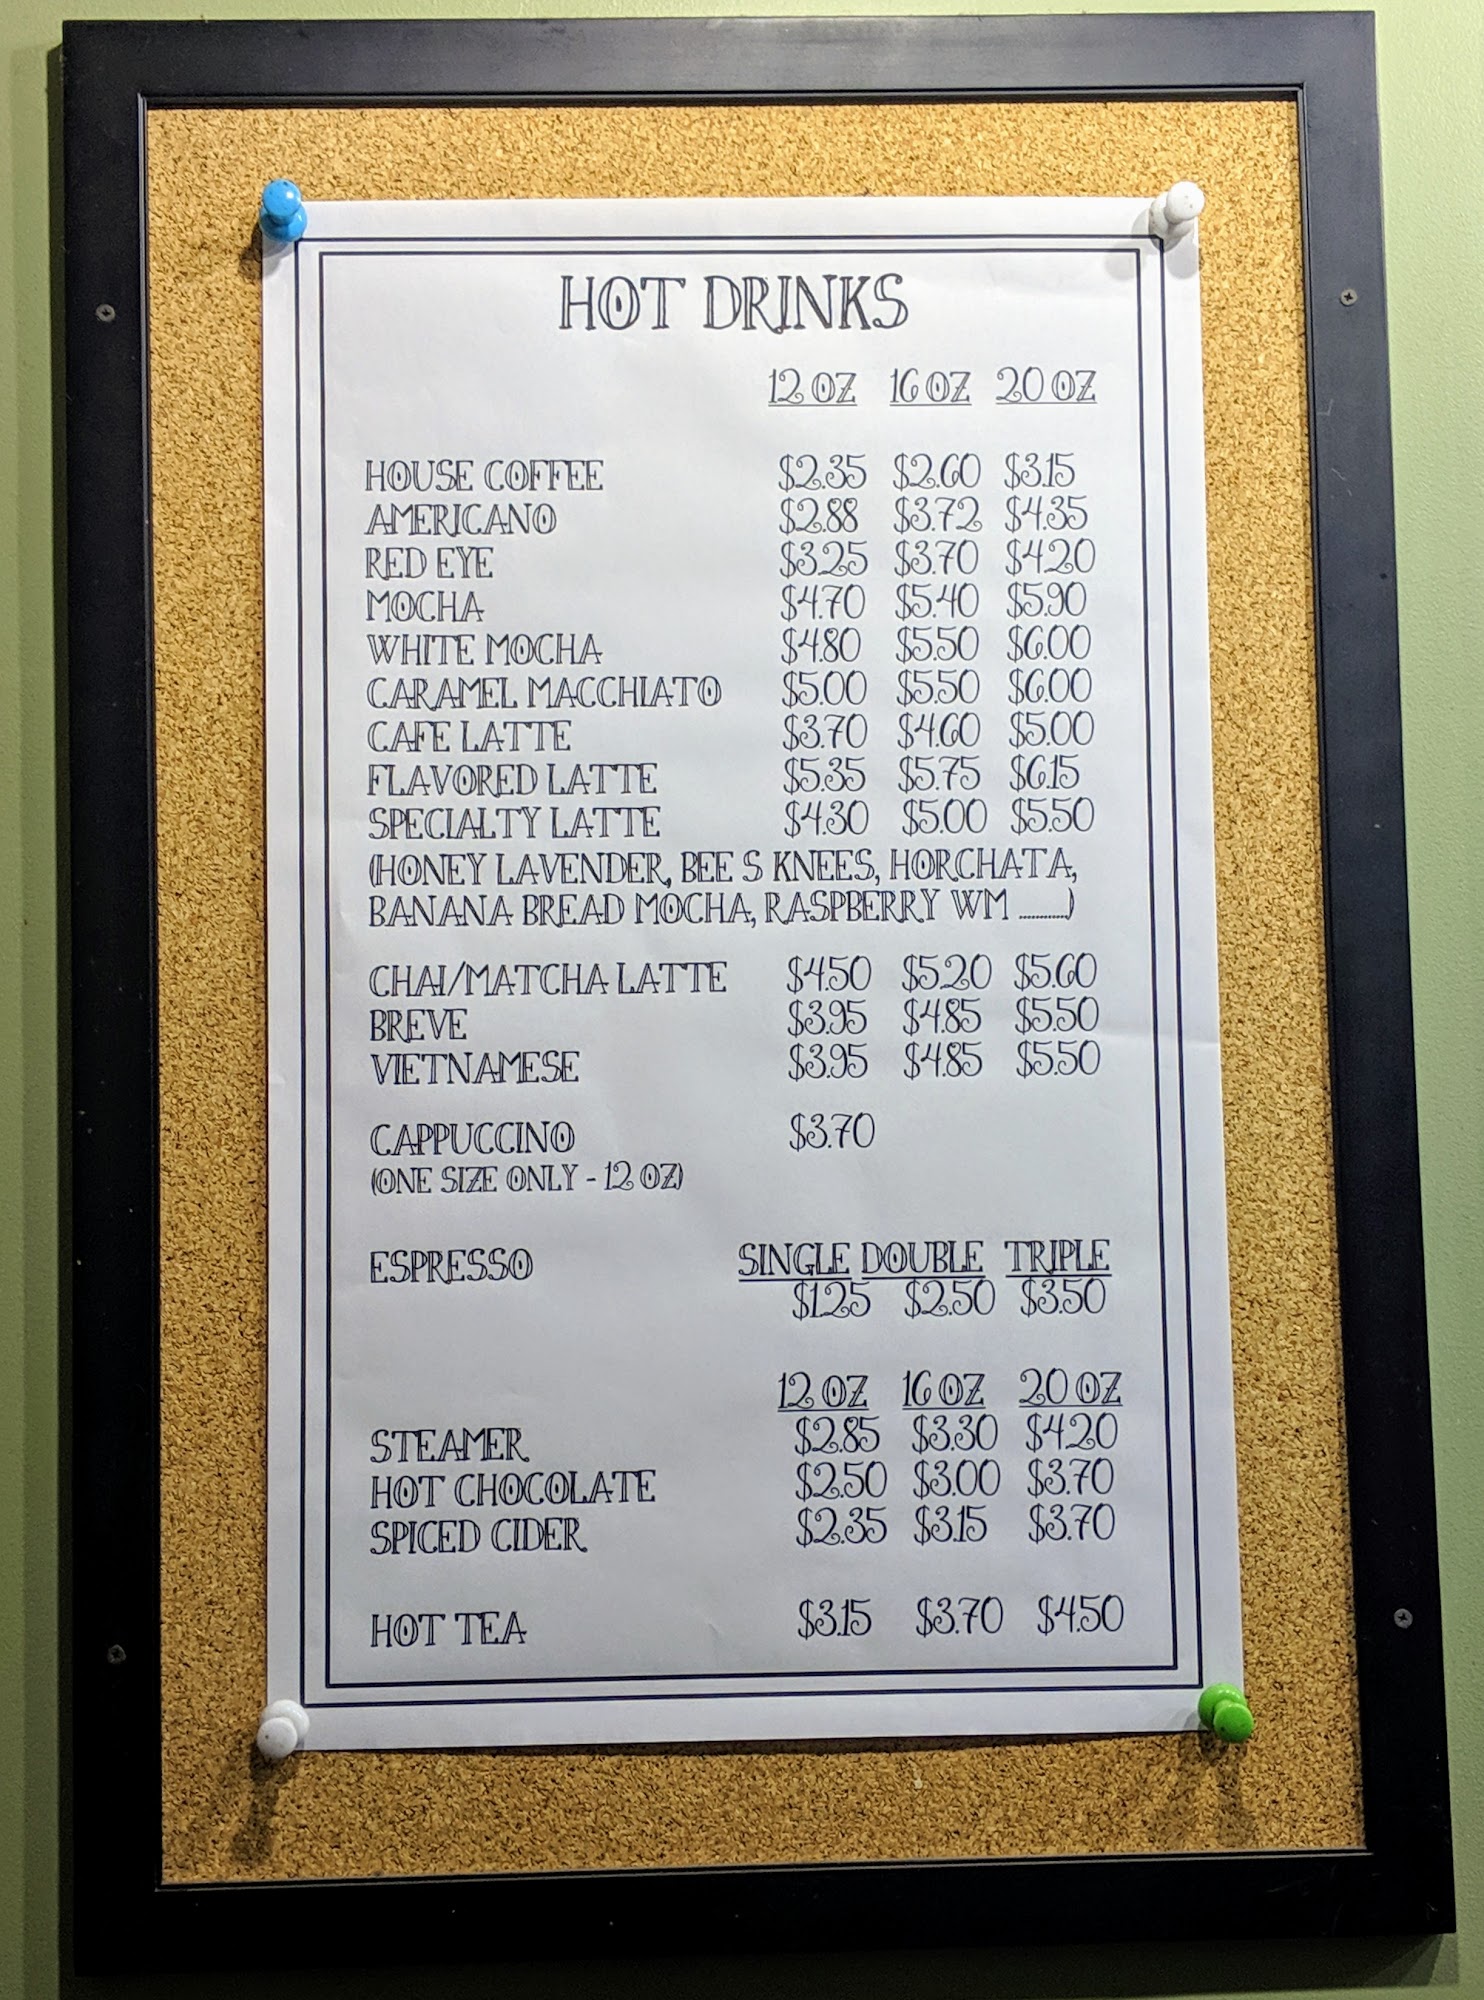 HOT DRINKS
12 OZ 16 OZ 20 OZ
HOUSE COFFEE $2.35 $2.60 $3.15
AMERICANO $2.88 $3.72 $4.35
RED EYE $3.25 $3.70 $4.20
MOCHA $4.70 $5.40 $5.90
WHITE MOCHA $4.80 $5.50 $6.00
CARAMEL MACCHIATO $5.00 $5.50 $6.00
CAFE LATTE $3.70 $4.60 $5.00
FLAVORED LATTE $5.35 $5.75 $6.15
SPECIALTY LATTE $4.30 $5.00 $5.50
(HONEY LAVENDER, BEE S KNEES, HORCHATA,
BANANA BREAD MOCHA, RASPBERRY WM ............)
CHAI/MATCHA LATTE $4.50 $5.20 $5.60
BREVE $3.95 $4.85 $5.50
VIETNAMESE $3.95 $4.85 $5.50
CAPPUCCINO $3.70
(ONE SIZE ONLY - 12 OZ)
ESPRESSO SINGLE DOUBLE TRIPLE
$1.25 $2.50 $3.50
12 OZ 16 OZ 20 OZ
STEAMER $2.85 $3.30 $4.20
HOT CHOCOLATE $2.50 $3.00 $3.70
SPICED CIDER $2.35 $3.15 $3.70
HOT TEA $3.15 $3.70 $4.50